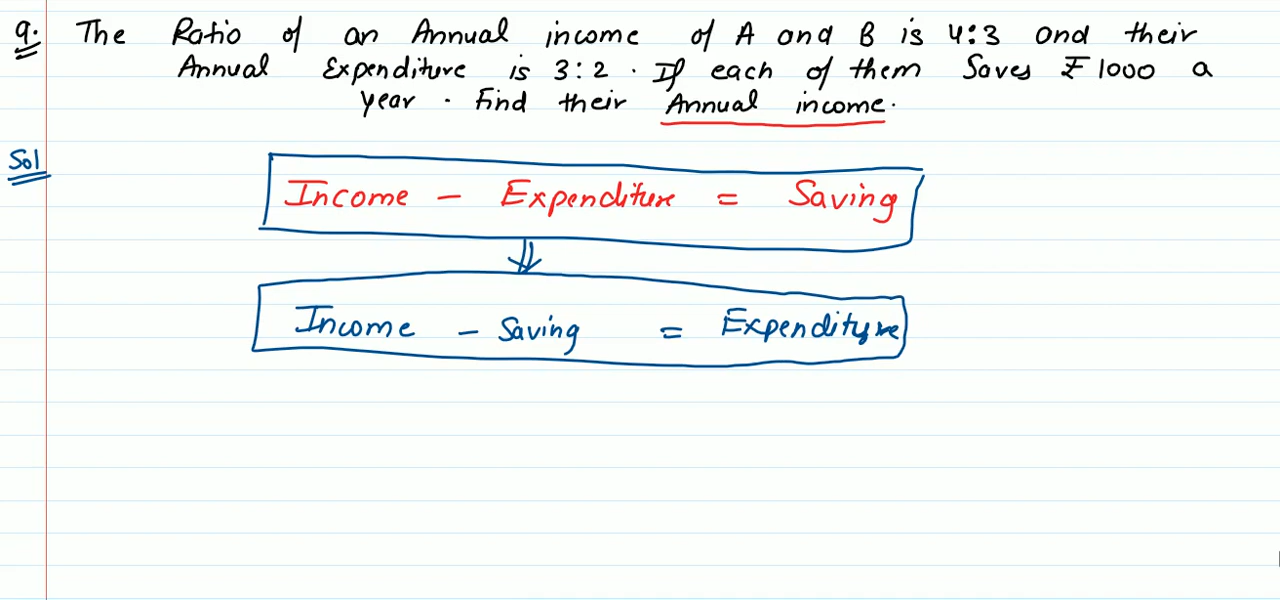 q. The Ratio of an Annual income of A and B is 4:3 and their
Annual Expenditure is 3:2. If each of them Saves ₹1000 a
year. Find their Annual income.
Sol
Income - Expenditure = Saving
Income - Saving = Expenditure